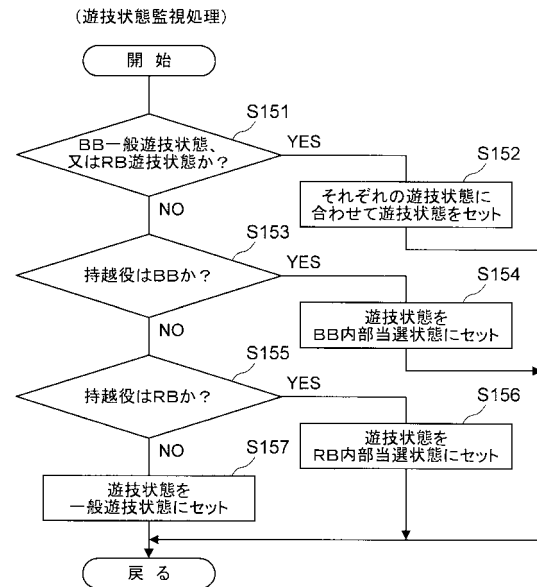 (遊技状態監視処理)
開 始
S151
BB一般遊技状態、
又はRB遊技状態か?
YES
NO
S152
それぞれの遊技状態に
合わせて遊技状態をセット
S153
持越役はBBか?
YES
NO
S154
遊技状態を
BB内部当選状態にセット
S155
持越役はRBか?
YES
NO
S156
遊技状態を
RB内部当選状態にセット
S157
遊技状態を
一般遊技状態にセット
戻 る